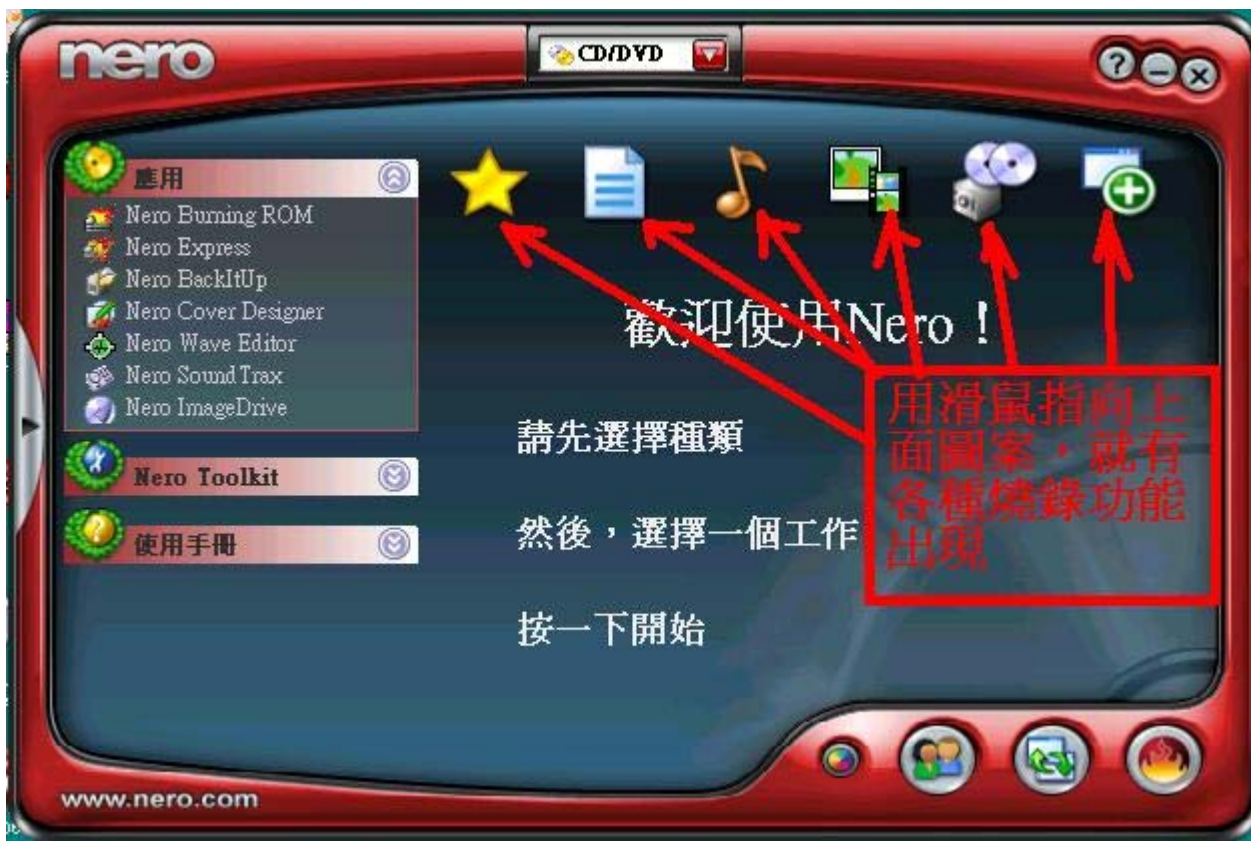 nero
CD/DVD
應用
Nero Burning ROM
Nero Express
Nero BackItUp
Nero Cover Designer
Nero Wave Editor
Nero SoundTrax
Nero ImageDrive
Nero Toolkit
使用手冊
歡迎使用Nero！
請先選擇種類
然後，選擇一個工作
按一下開始
用滑鼠指向上
面圖案，就有
各種燒錄功能
出現
www.nero.com